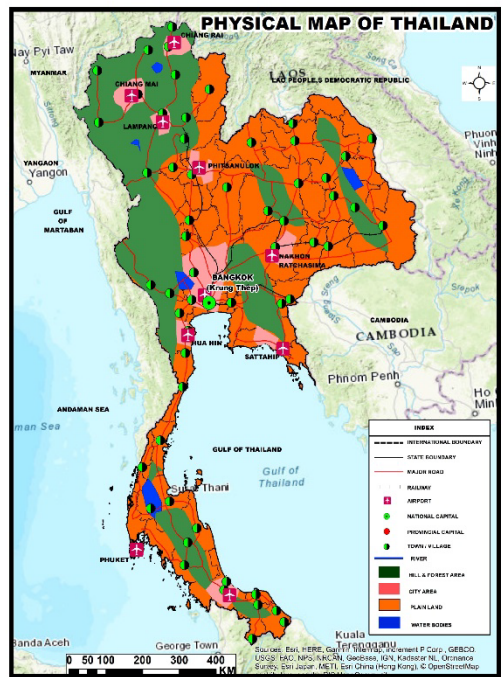 PHYSICAL MAP OF THAILAND
CHIANG RAI
Nay Pyi Taw
MYANMAR
LAOS
LAO PEOPLE,S DEMOCRATIC REPUBLIC
CHIANG MAI
LAMPANG
PHITSANULOK
YANGON
Yangon
GULF
OF
MARTABAN
NAKHON
RATCHASIMA
BANGKOK
(Krung Thep)
HUA HIN
SATTAHIP
CAMBODIA
CAMBODIA
Phnom Penh
ANDAMAN SEA
GULF OF THAILAND
Gulf of
Thailand
Surat Thani
PHUKET
INDEX
INTERNATIONAL BOUNDARY
STATE BOUNDARY
MAJOR ROAD
RAILWAY
AIRPORT
NATIONAL CAPITAL
PROVINCIAL CAPITAL
TOWN / VILLAGE
RIVER
HILL & FOREST AREA
CITY AREA
PLAIN LAND
WATER BODIES
Banda Aceh
George Town
Kuala
Terengganu
0 50 100 200 300 400
KM